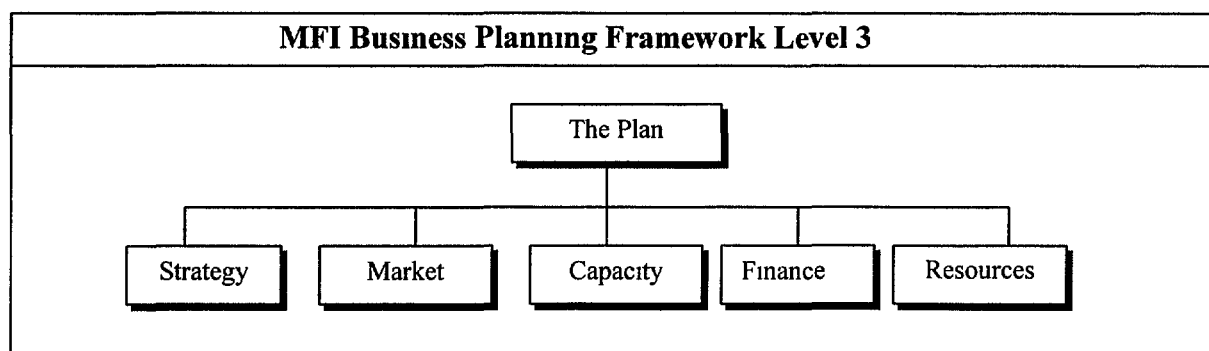 MFI Business Planning Framework Level 3
The Plan
Strategy
Market
Capacity
Finance
Resources